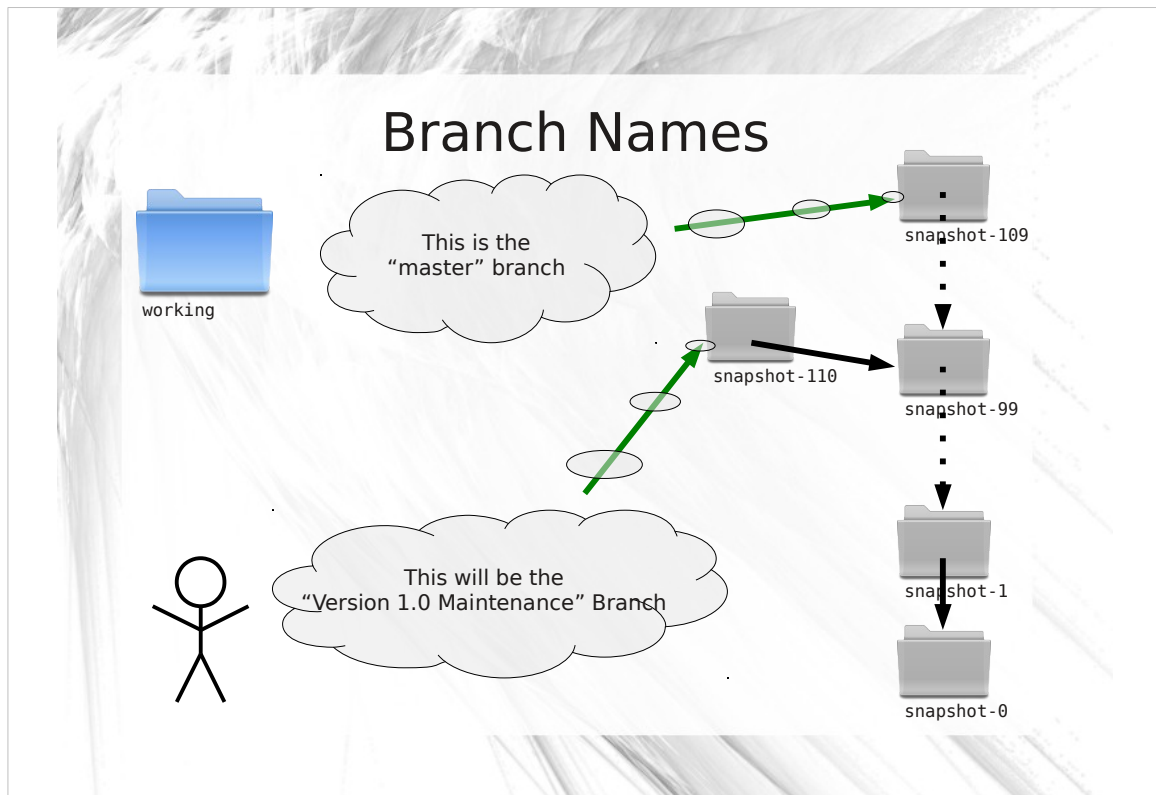 Branch Names
working
This is the
“master” branch
snapshot-109
snapshot-110
snapshot-99
This will be the
“Version 1.0 Maintenance” Branch
snapshot-1
snapshot-0